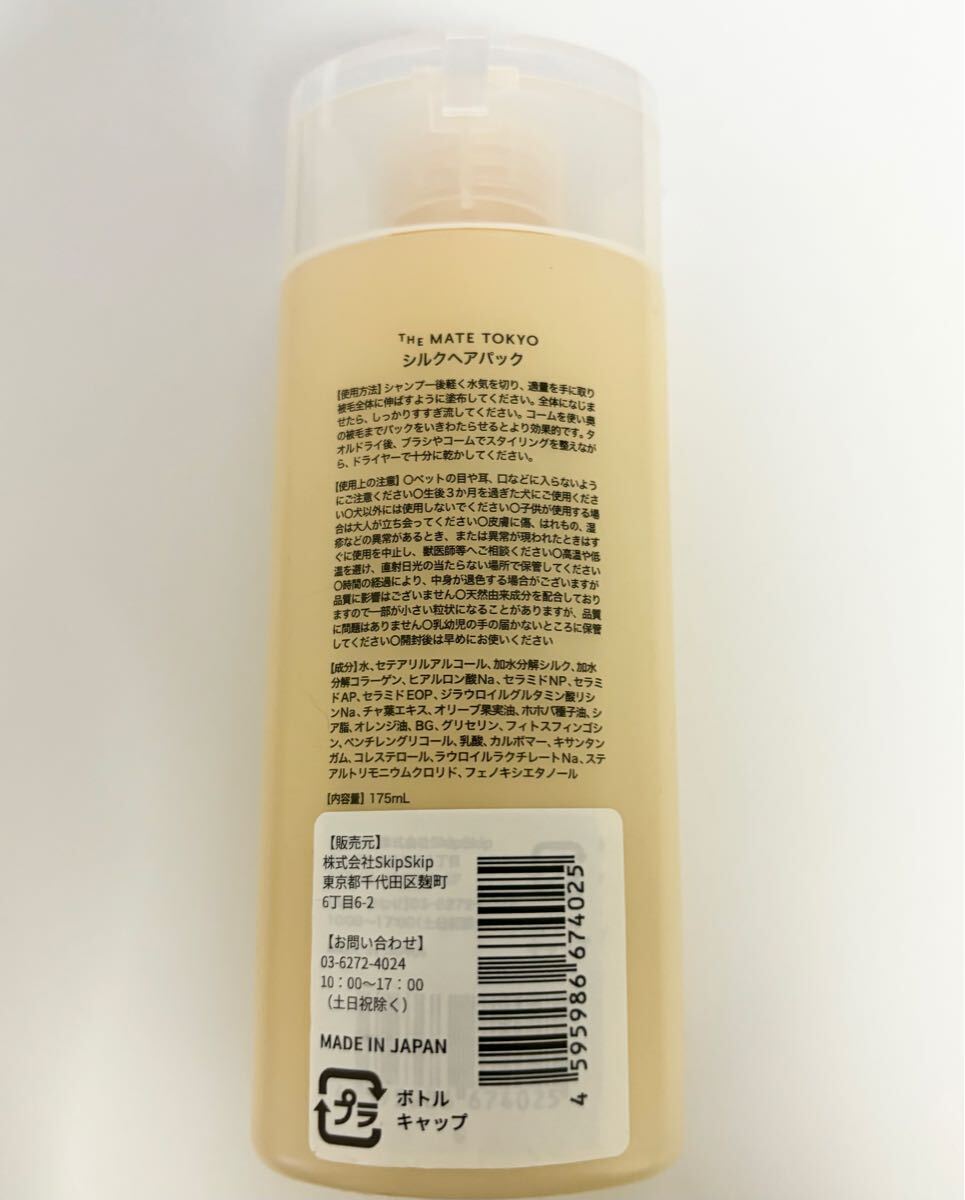 THE MATE TOKYO
シルクヘアパック
【使用方法】シャンプー後軽く水気を切り、適量を手に取り
被毛全体に伸ばすように塗布してください。全体になじま
せたら、しっかりすすぎ流してください。コームを使い奥
の被毛までパックをいきわたらせるとより効果的です。タ
オルドライ後、ブラシやコームでスタイリングを整えなが
ら、ドライヤーで十分に乾かしてください。
【使用上の注意】〇ペットの目や耳、口などに入らないよう
にご注意ください〇生後3か月を過ぎた犬にご使用くださ
い〇犬以外には使用しないでください〇子供が使用する場
合は大人が立ち会ってください〇皮膚に傷、はれもの、湿
疹などの異常があるとき、または異常が現われたときはす
ぐに使用を中止し、獣医師等へご相談ください〇高温や低
温を避け、直射日光の当たらない場所で保管してください
〇時間の経過により、中身が退色する場合がございますが
品質に影響はございません〇天然由来成分を配合しており
ますので一部が小さい粒状になることがありますが、品質
に問題はありません〇乳幼児の手の届かないところに保管
してください〇開封後は早めにお使いください
【成分】水、セテアリルアルコール、加水分解シルク、加水
分解コラーゲン、ヒアルロン酸Na、セラミドNP、セラミ
ドAP、セラミドEOP、ジラウロイルグルタミン酸リシ
ンNa、チャ葉エキス、オリーブ果実油、ホホバ種子油、シ
ア脂、オレンジ油、BG、グリセリン、フィトスフィンゴシ
ン、ペンチレングリコール、乳酸、カルボマー、キサンタン
ガム、コレステロール、ラウロイルラクチレートNa、ステ
アルトリモニウムクロリド、フェノキシエタノール
【内容量】175mL
【販売元】
株式会社SkipSkip
東京都千代田区麹町
6丁目6-2
【お問い合わせ】
03-6272-4024
10：00～17：00
（土日祝除く）
MADE IN JAPAN
プラ
ボトル
キャップ
4 595986 674025